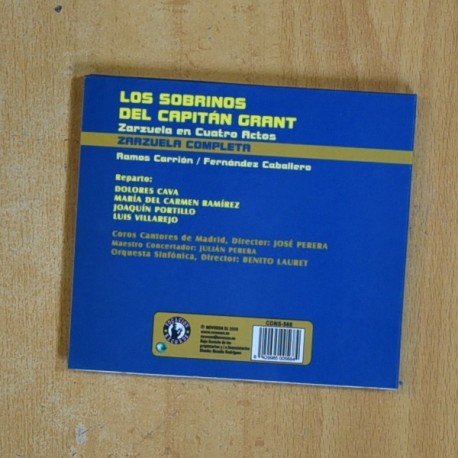 LOS SOBRINOS
DEL CAPITÁN GRANT
Zarzuela en Cuatro Actos
ZARZUELA COMPLETA
Ramos Carrión / Fernández Caballero
Reparto:
DOLORES CAVA
MARÍA DEL CARMEN RAMÍREZ
JOAQUÍN PORTILLO
LUIS VILLAREJO
Coros Cantores de Madrid, Director: JOSÉ PERERA
Maestro Concertador: JULIÁN PERERA
Orquesta Sinfónica, Director: BENITO LAURET